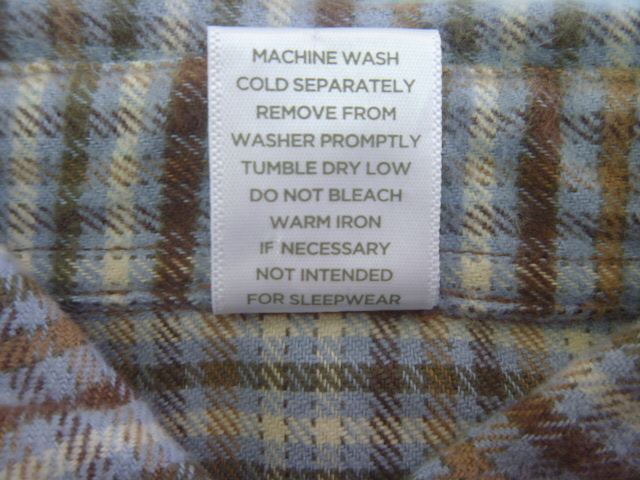 MACHINE WASH
COLD SEPARATELY
REMOVE FROM
WASHER PROMPTLY
TUMBLE DRY LOW
DO NOT BLEACH
WARM IRON
IF NECESSARY
NOT INTENDED
FOR SLEEPWEAR